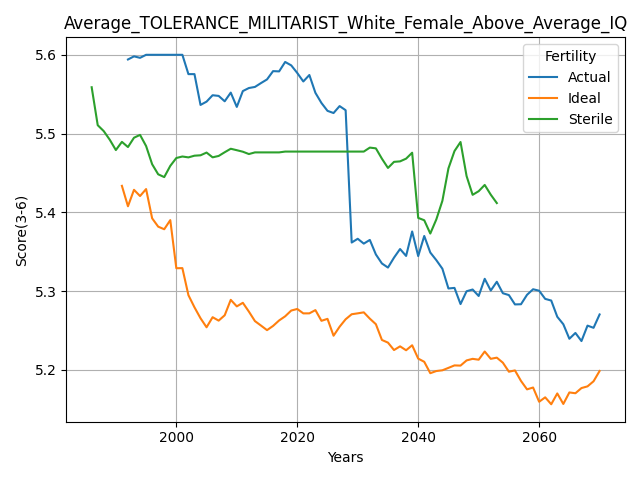 Average_TOLERANCE_MILITARIST_White_Female_Above_Average_IQ
Fertility
Actual
Ideal
Sterile
Score(3-6)
5.6
5.5
5.4
5.3
5.2
2000
2020
2040
2060
Years